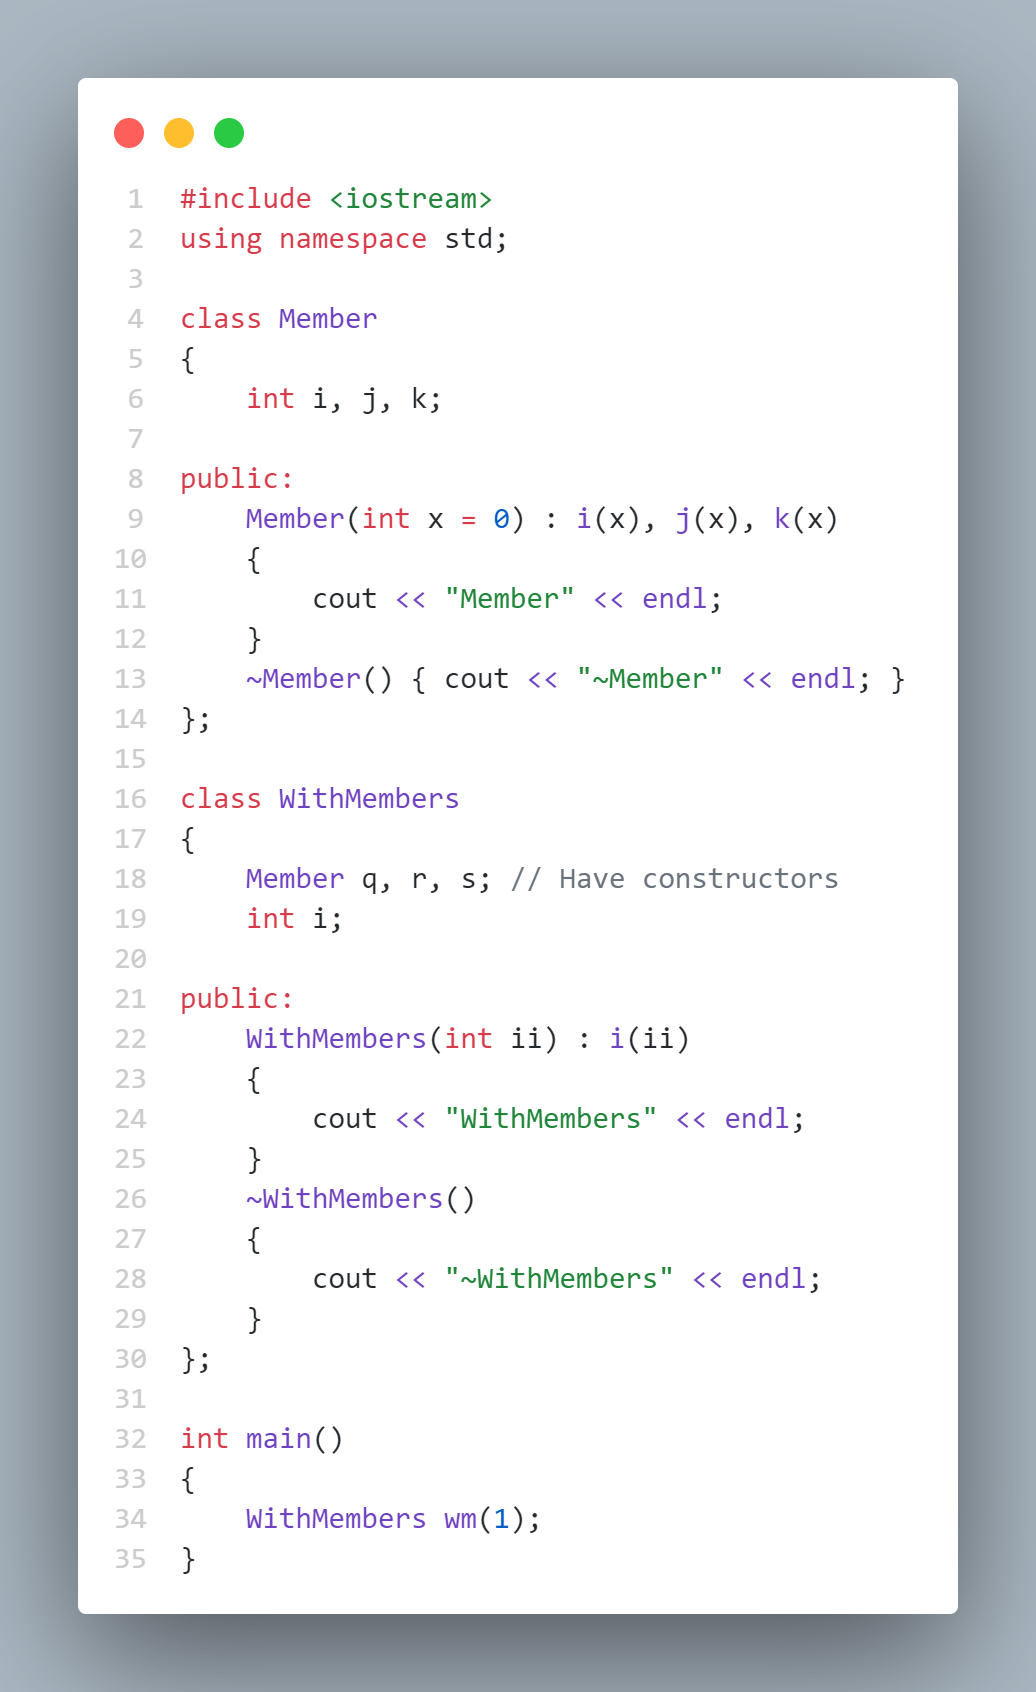 1 #include <iostream>
2 using namespace std;
3
4 class Member
5 {
6     int i, j, k;
7
8 public:
9     Member(int x = 0) : i(x), j(x), k(x)
10     {
11         cout << "Member" << endl;
12     }
13     ~Member() { cout << "~Member" << endl; }
14 };
15
16 class WithMembers
17 {
18     Member q, r, s; // Have constructors
19     int i;
20
21 public:
22     WithMembers(int ii) : i(ii)
23     {
24         cout << "WithMembers" << endl;
25     }
26     ~WithMembers()
27     {
28         cout << "~WithMembers" << endl;
29     }
30 };
31
32 int main()
33 {
34     WithMembers wm(1);
35 }